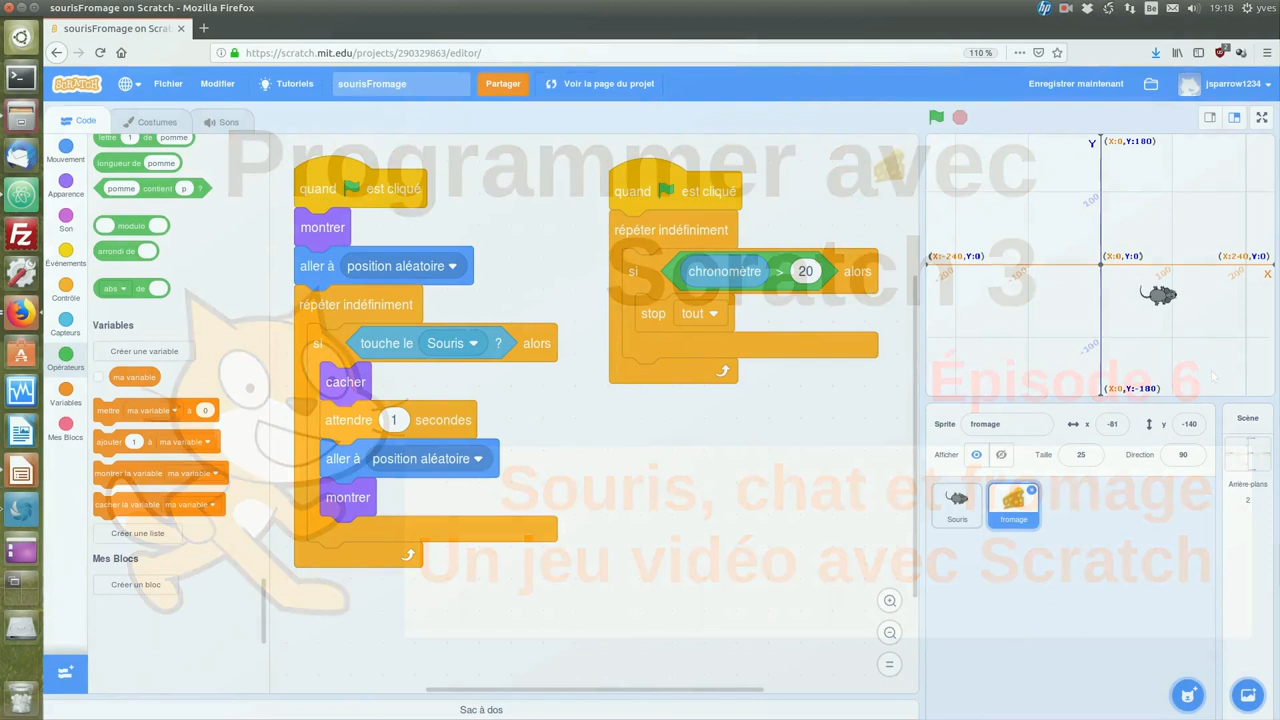 sourisFromage on Scratch - Mozilla Firefox
Be
19:18
yves
sourisFromage on Scrat
https://scratch.mit.edu/projects/290329863/editor/
110 %
SCRATCH
Fichier
Modifier
Tutoriels
sourisFromage
Partager
Voir la page du projet
Enregistrer maintenant
jsparrow1234
Code
Costumes
Sons
Mouvement
Apparence
Son
Événements
Contrôle
Capteurs
Opérateurs
Variables
Mes Blocs
lettre 1 de pomme
longueur de pomme
pomme contient p ?
modulo
arrondi de
abs de
Variables
Créer une variable
ma variable
mettre ma variable à 0
ajouter 1 à ma variable
montrer la variable ma variable
cacher la variable ma variable
Créer une liste
Mes Blocs
Créer un bloc
quand est cliqué
montrer
aller à position aléatoire
répéter indéfiniment
si touche le Souris ? alors
cacher
attendre 1 secondes
aller à position aléatoire
montrer
quand est cliqué
répéter indéfiniment
si chronomètre > 20 alors
stop tout
Programmer avec
Scratch 3
Épisode 6
Souris, chat et fromage
Un jeu vidéo avec Scratch
Y
(X:0,Y:180)
100
(X:-240,Y:0)
(X:0,Y:0)
(X:240,Y:0)
-200
-100
100
200
X
-100
(X:0,Y:-180)
Sprite
fromage
x
-81
y
-140
Afficher
Taille
25
Direction
90
Souris
fromage
Scène
Arrière-plans
2
Sac à dos